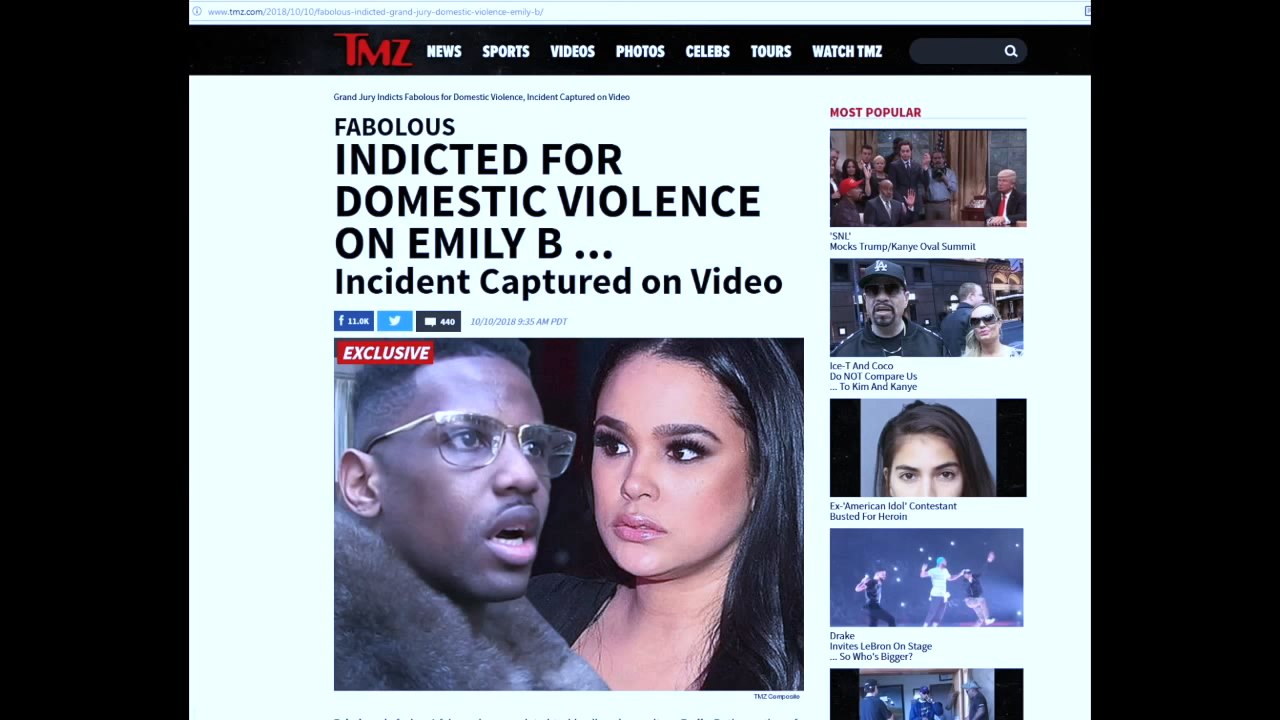 www.tmz.com/2018/10/10/fabolous-indicted-grand-jury-domestic-violence-emily-b/
TMZ NEWS SPORTS VIDEOS PHOTOS CELEBS TOURS WATCH TMZ
Grand Jury Indicts Fabolous for Domestic Violence, Incident Captured on Video
FABOLOUS
INDICTED FOR
DOMESTIC VIOLENCE
ON EMILY B ...
Incident Captured on Video
11.0K 440 10/10/2018 9:35 AM PDT
EXCLUSIVE
TMZ Composite
MOST POPULAR
'SNL'
Mocks Trump/Kanye Oval Summit
LA
Ice-T And Coco
Do NOT Compare Us
... To Kim And Kanye
Ex-'American Idol' Contestant
Busted For Heroin
Drake
Invites LeBron On Stage
... So Who's Bigger?